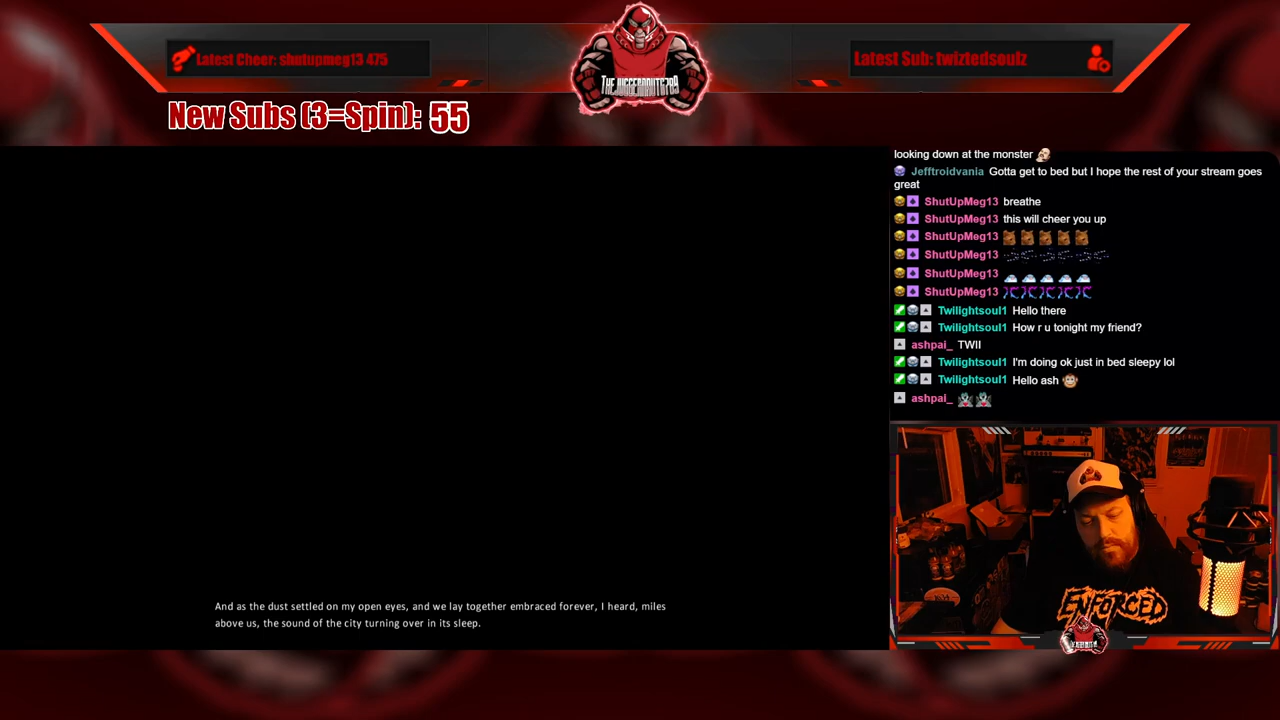 Latest Cheer: shutupmeg13 475
THEJUGGERNAUT6789
Latest Sub: twiztedsoulz
New Subs (3=Spin): 55
looking down at the monster
Jefftroidvania Gotta get to bed but I hope the rest of your stream goes
great
ShutUpMeg13 breathe
ShutUpMeg13 this will cheer you up
ShutUpMeg13
ShutUpMeg13
ShutUpMeg13
ShutUpMeg13
Twilightsoul1 Hello there
Twilightsoul1 How r u tonight my friend?
ashpai_ TWII
Twilightsoul1 I'm doing ok just in bed sleepy lol
Twilightsoul1 Hello ash
ashpai_
ENFORCED
And as the dust settled on my open eyes, and we lay together embraced forever, I heard, miles
above us, the sound of the city turning over in its sleep.